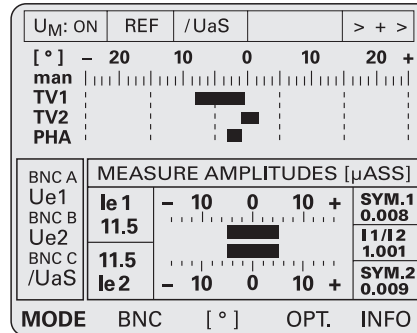 UM: ON REF /UaS > + >
[ ° ] – 20 10 0 10 20 +
man
TV1
TV2
PHA
BNC A
Ue1
BNC B
Ue2
BNC C
/UaS
MEASURE AMPLITUDES [µASS]
Ie 1 – 10 0 10 + SYM.1
11.5 0.008
I1/I2
1.001
11.5 SYM.2
Ie 2 – 10 0 10 + 0.009
MODE BNC [ ° ] OPT. INFO